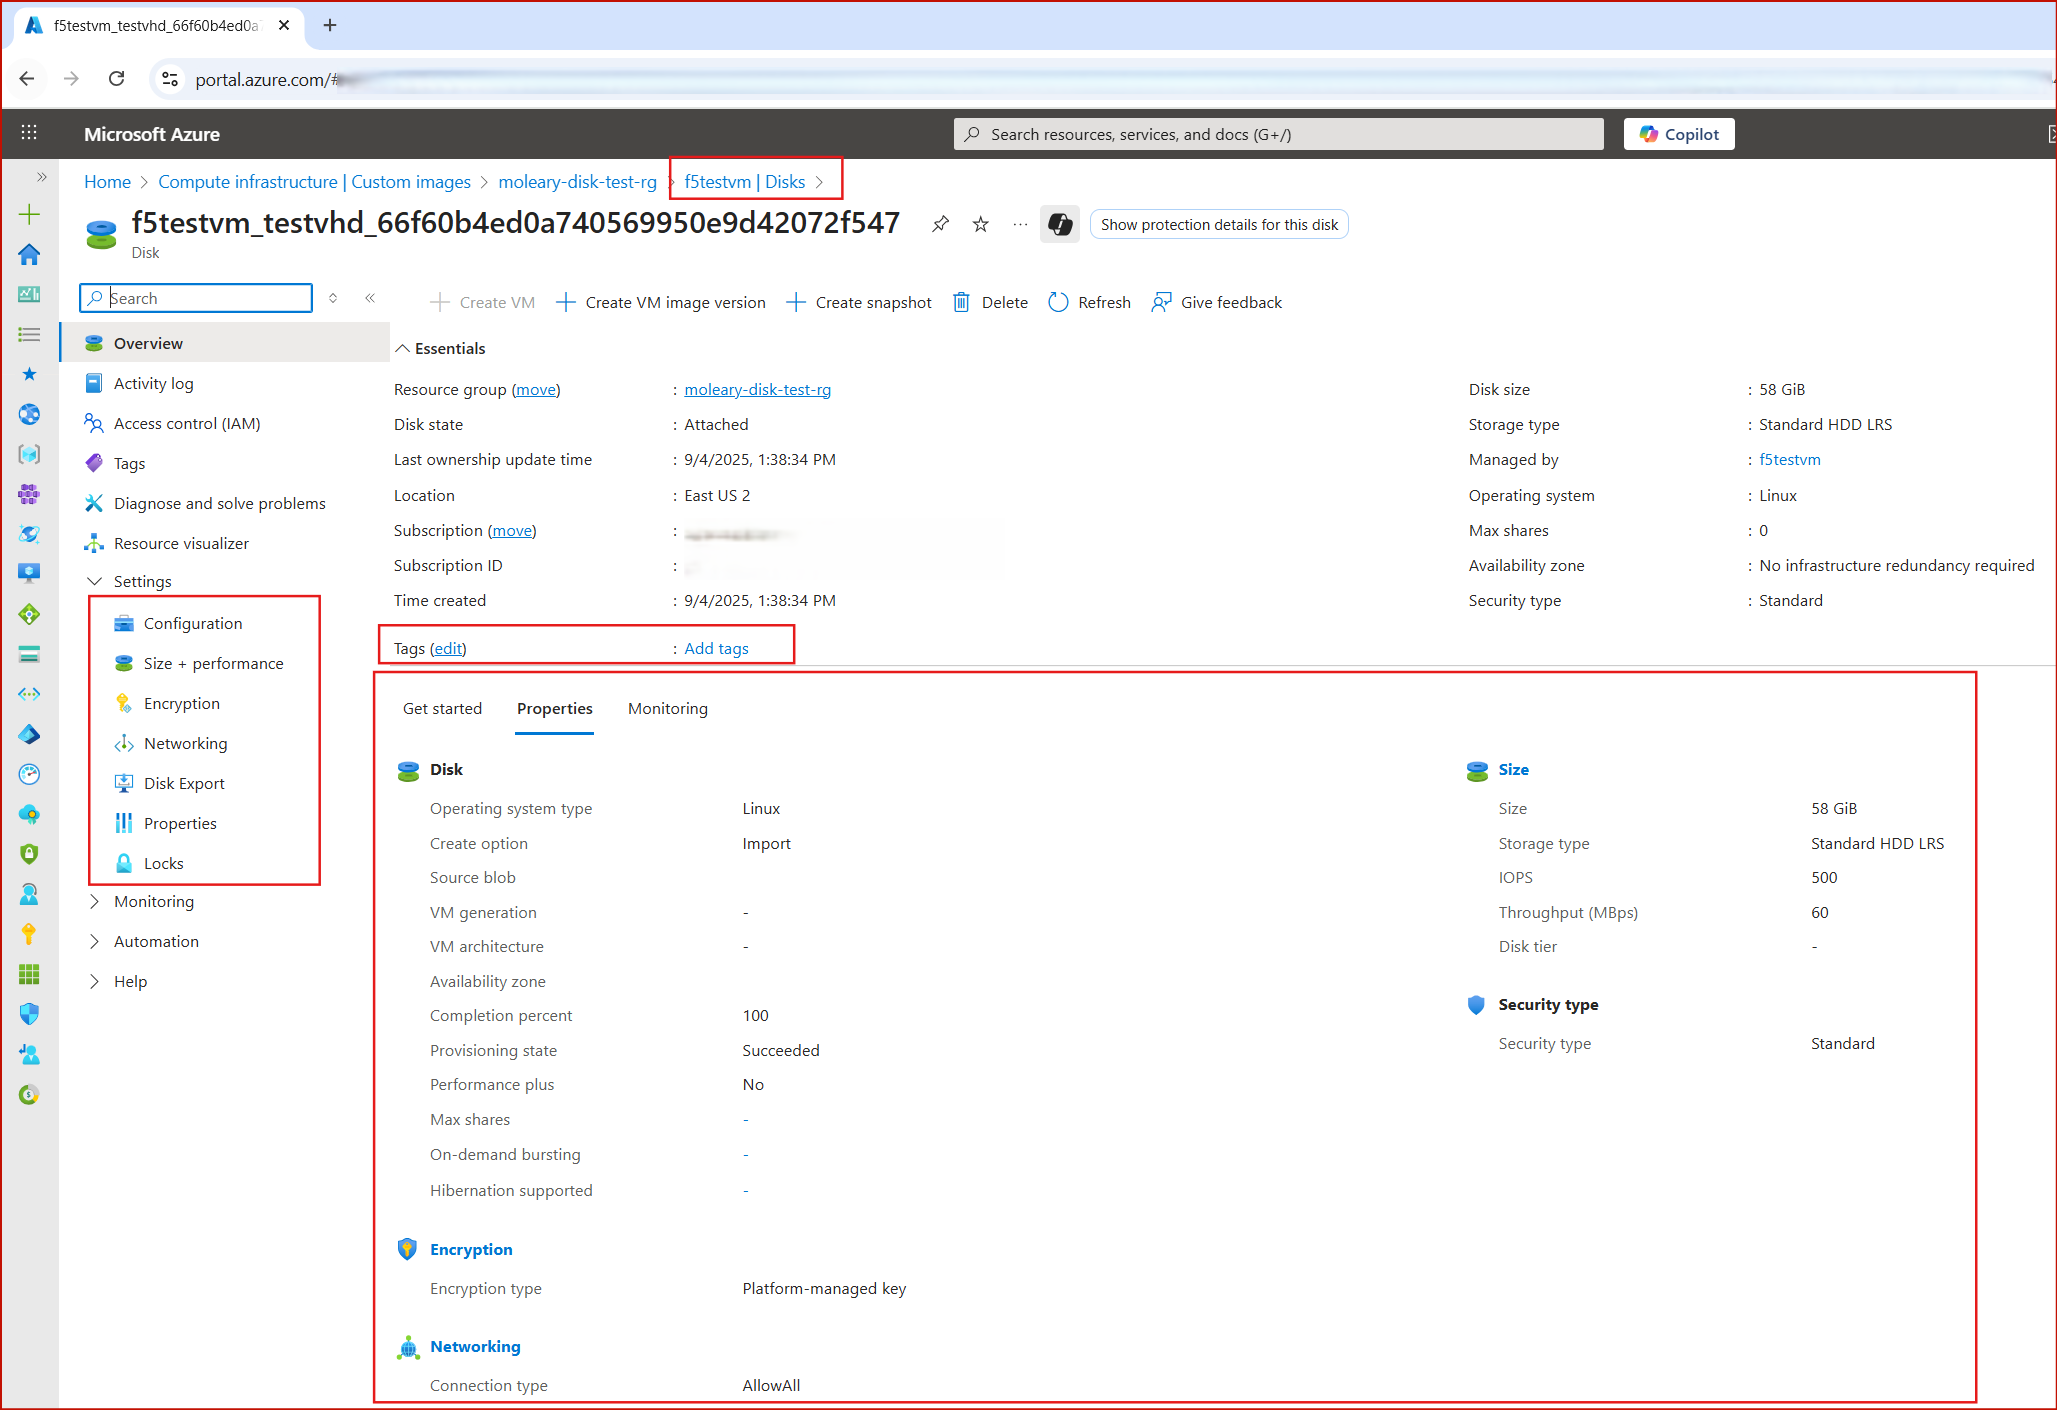 f5testvm_testvhd_66f60b4ed0a
portal.azure.com/#
Microsoft Azure
Search resources, services, and docs (G+/)
Copilot
Home > Compute infrastructure | Custom images > moleary-disk-test-rg > f5testvm | Disks >
f5testvm_testvhd_66f60b4ed0a740569950e9d42072f547
Show protection details for this disk
Disk
Search
Create VM
Create VM image version
Create snapshot
Delete
Refresh
Give feedback
Overview
Activity log
Access control (IAM)
Tags
Diagnose and solve problems
Resource visualizer
Settings
Configuration
Size + performance
Encryption
Networking
Disk Export
Properties
Locks
Monitoring
Automation
Help
Essentials
Resource group (move) : moleary-disk-test-rg
Disk state : Attached
Last ownership update time : 9/4/2025, 1:38:34 PM
Location : East US 2
Subscription (move) :
Subscription ID :
Time created : 9/4/2025, 1:38:34 PM
Tags (edit) : Add tags
Disk size : 58 GiB
Storage type : Standard HDD LRS
Managed by : f5testvm
Operating system : Linux
Max shares : 0
Availability zone : No infrastructure redundancy required
Security type : Standard
Get started
Properties
Monitoring
Disk
Operating system type Linux
Create option Import
Source blob
VM generation -
VM architecture -
Availability zone
Completion percent 100
Provisioning state Succeeded
Performance plus No
Max shares -
On-demand bursting -
Hibernation supported -
Encryption
Encryption type Platform-managed key
Networking
Connection type AllowAll
Size
Size 58 GiB
Storage type Standard HDD LRS
IOPS 500
Throughput (MBps) 60
Disk tier -
Security type
Security type Standard